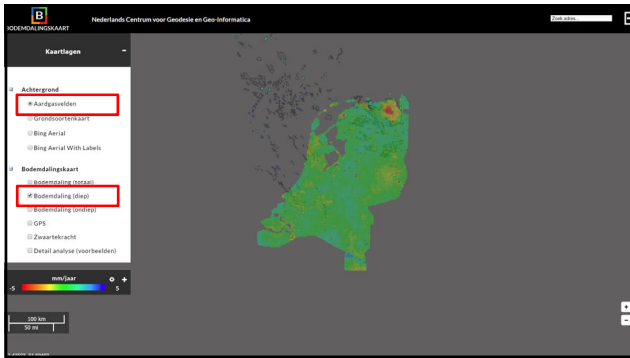 B
BODEMDALINGSKAART
Nederlands Centrum voor Geodesie en Geo-Informatica
Zoek adres...
Kaartlagen
-
Achtergrond
Aardgasvelden
Grondsoortenkaart
Bing Aerial
Bing Aerial With Labels
Bodemdalingskaart
Bodemdaling (totaal)
Bodemdaling (diep)
Bodemdaling (ondiep)
GPS
Zwaartekracht
Detail analyse (voorbeelden)
mm/jaar
+
-5
5
100 km
50 mi
+
-